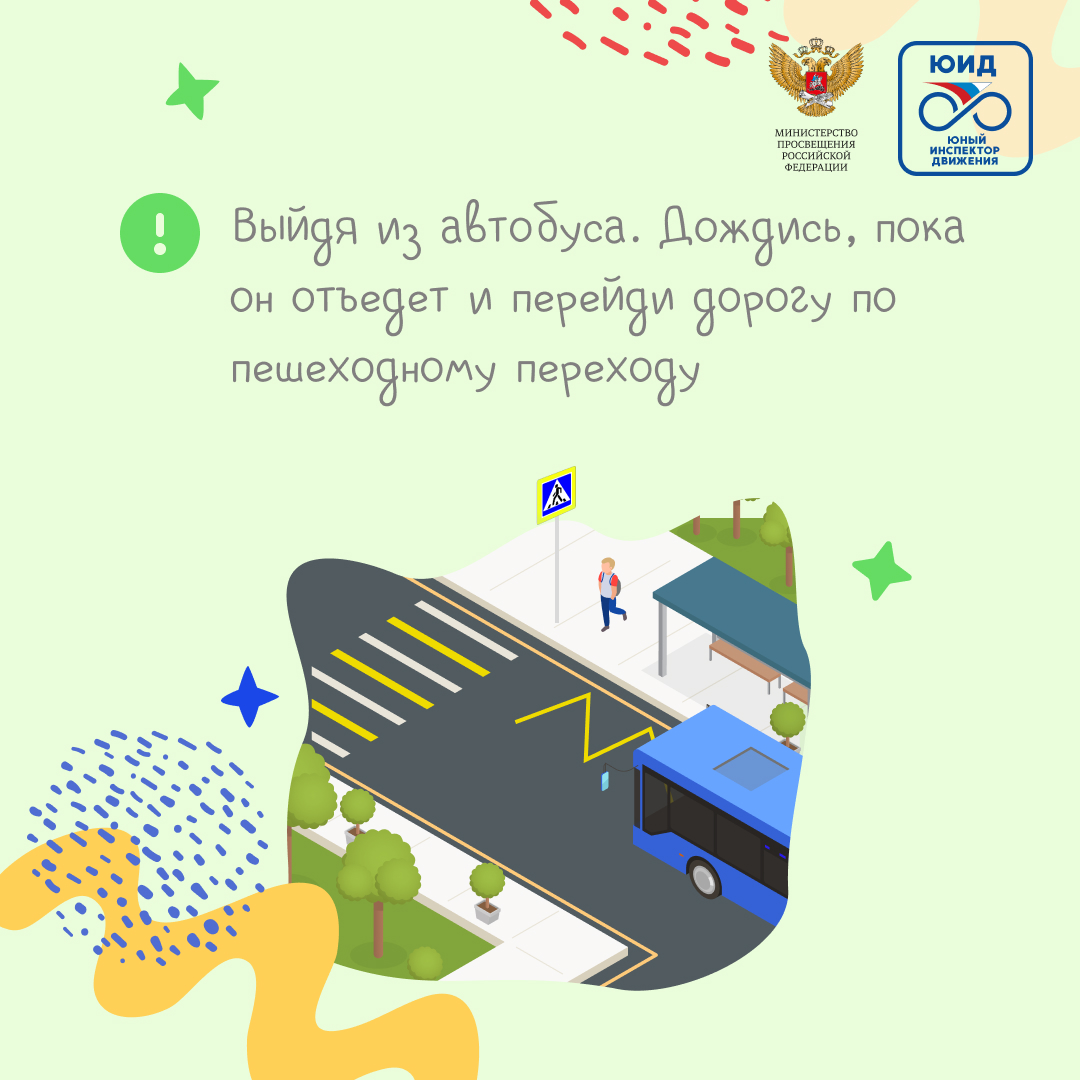 МИНИСТЕРСТВО
ПРОСВЕЩЕНИЯ
РОССИЙСКОЙ
ФЕДЕРАЦИИ
ЮИД
ЮНЫЙ
ИНСПЕКТОР
ДВИЖЕНИЯ
! Выйдя из автобуса. Дождись, пока
он отъедет и перейди дорогу по
пешеходному переходу